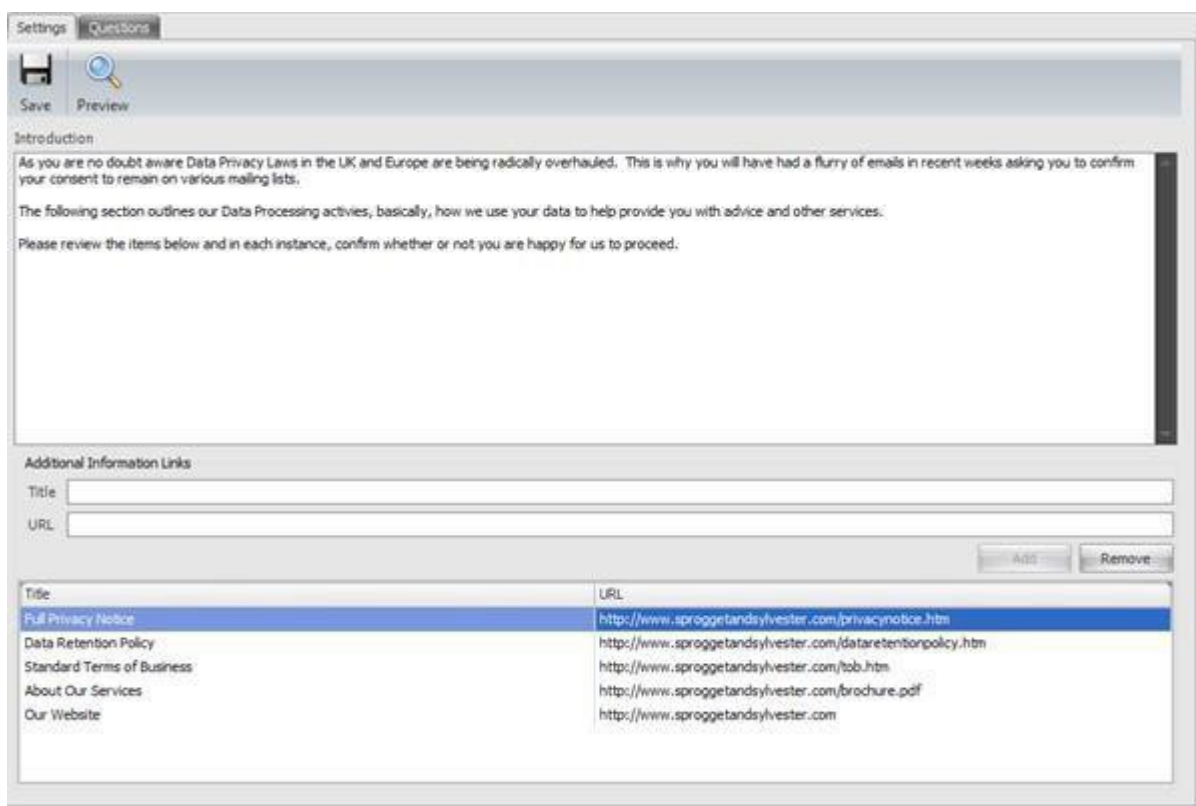 Settings Questions
Save Preview
Introduction
As you are no doubt aware Data Privacy Laws in the UK and Europe are being radically overhauled.  This is why you will have had a flurry of emails in recent weeks asking you to confirm
your consent to remain on various mailing lists.
The following section outlines our Data Processing activies, basically, how we use your data to help provide you with advice and other services.
Please review the items below and in each instance, confirm whether or not you are happy for us to proceed.
Additional Information Links
Title
URL
Add Remove
Title URL
Full Privacy Notice http://www.sproggetandsylvester.com/privacynotice.htm
Data Retention Policy http://www.sproggetandsylvester.com/dataretentionpolicy.htm
Standard Terms of Business http://www.sproggetandsylvester.com/tob.htm
About Our Services http://www.sproggetandsylvester.com/brochure.pdf
Our Website http://www.sproggetandsylvester.com